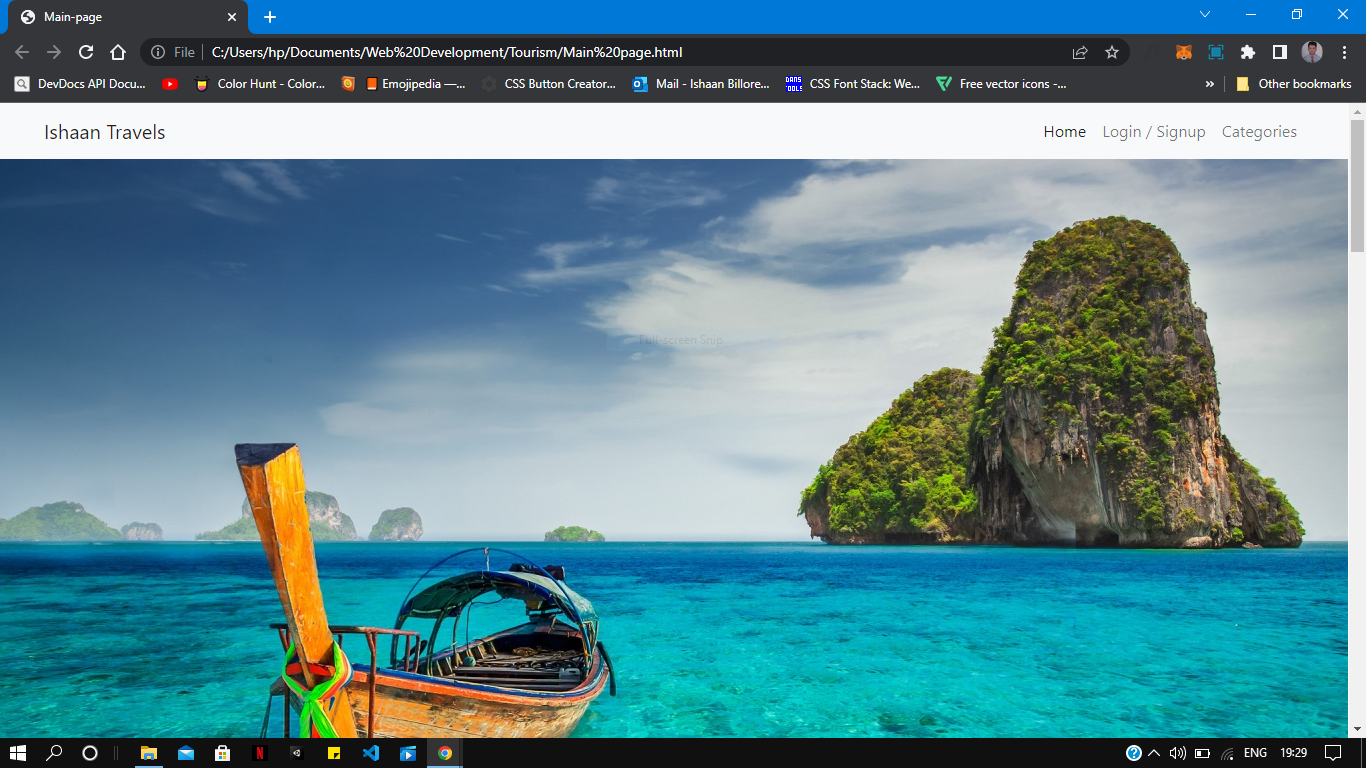 Main-page
File C:/Users/hp/Documents/Web%20Development/Tourism/Main%20page.html
DevDocs API Docu... Color Hunt - Color... Emojipedia —... CSS Button Creator... Mail - Ishaan Billore... DANS TOOLS CSS Font Stack: We... Free vector icons -... » Other bookmarks
Ishaan Travels Home Login / Signup Categories
Full-screen Snip
N ENG 19:29